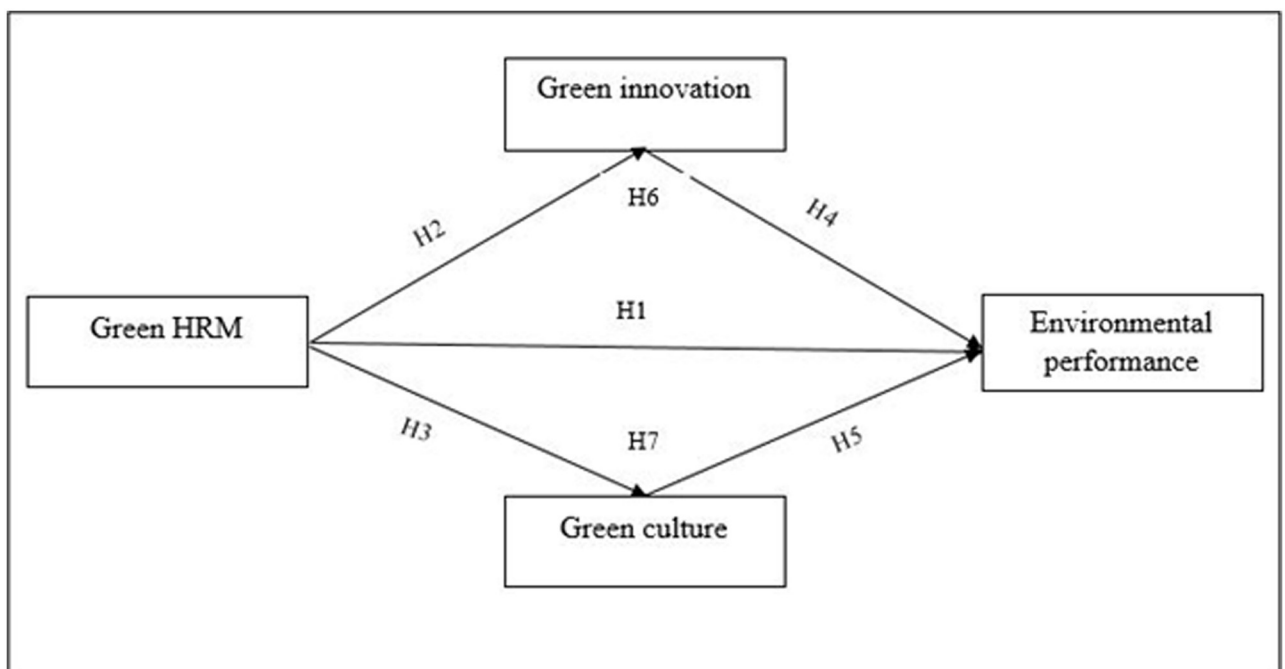 Green innovation
H6
H2
H4
H1
Green HRM
Environmental
performance
H3
H7
H5
Green culture